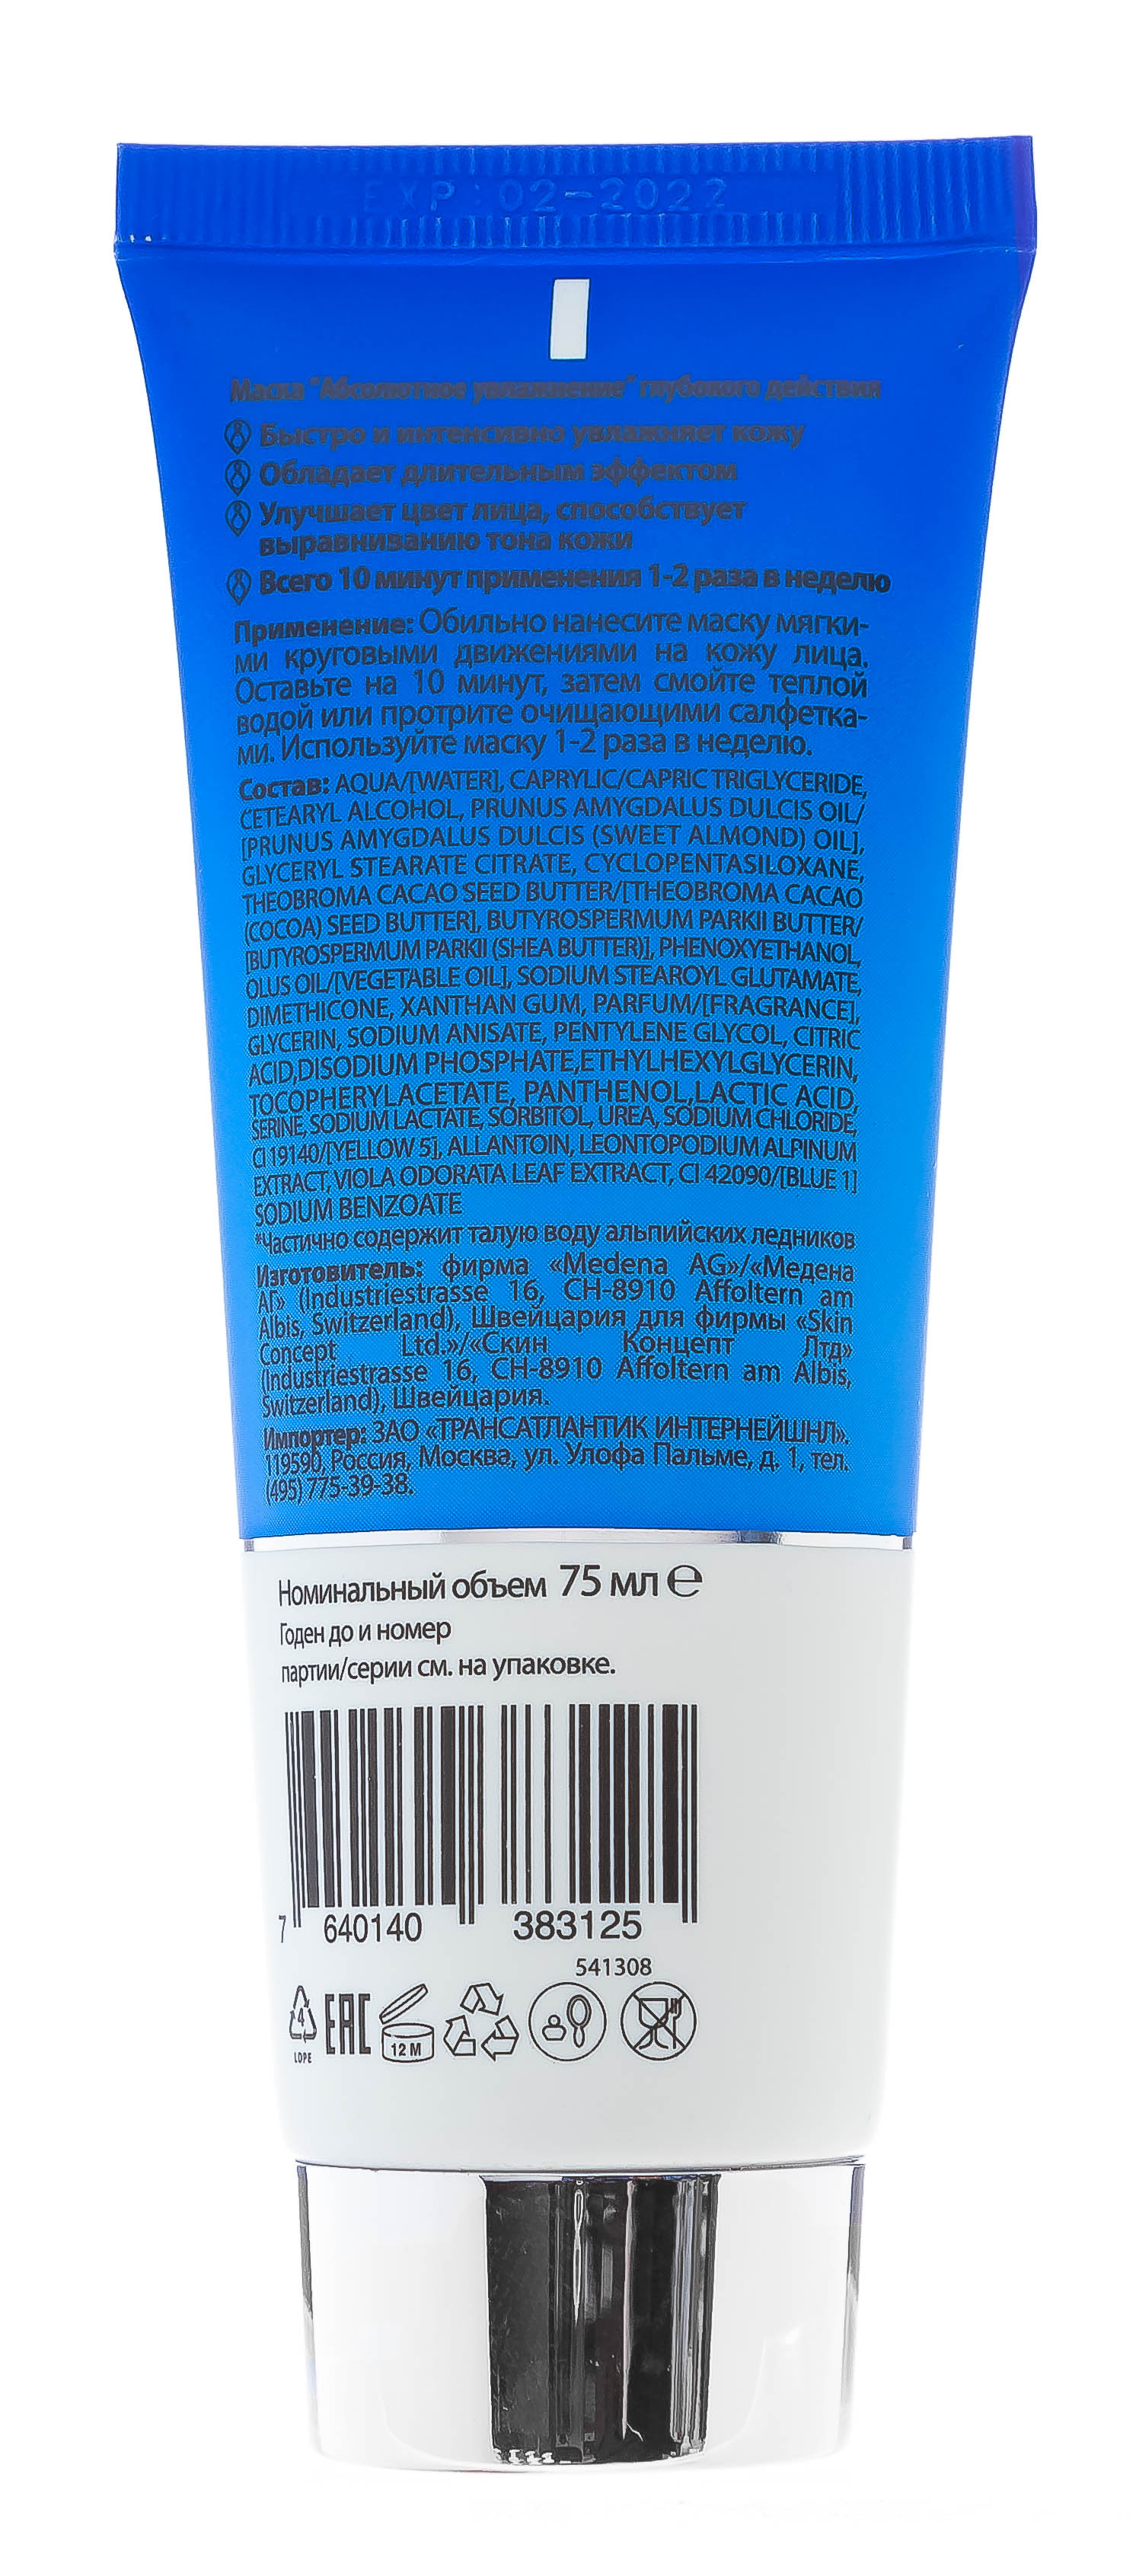 EXP:02-2022
Маска "Абсолютное увлажнение" глубокого действия
Быстро и интенсивно увлажняет кожу
Обладает длительным эффектом
Улучшает цвет лица, способствует
выравниванию тона кожи
Всего 10 минут применения 1-2 раза в неделю
Применение: Обильно нанесите маску мягки-
ми круговыми движениями на кожу лица.
Оставьте на 10 минут, затем смойте теплой
водой или протрите очищающими салфетка-
ми. Используйте маску 1-2 раза в неделю.
Состав: AQUA/[WATER], CAPRYLIC/CAPRIC TRIGLYCERIDE,
CETEARYL ALCOHOL, PRUNUS AMYGDALUS DULCIS OIL/
[PRUNUS AMYGDALUS DULCIS (SWEET ALMOND) OIL],
GLYCERYL STEARATE CITRATE, CYCLOPENTASILOXANE,
THEOBROMA CACAO SEED BUTTER/[THEOBROMA CACAO
(COCOA) SEED BUTTER], BUTYROSPERMUM PARKII BUTTER/
[BUTYROSPERMUM PARKII (SHEA BUTTER)], PHENOXYETHANOL,
OLUS OIL/[VEGETABLE OIL], SODIUM STEAROYL GLUTAMATE,
DIMETHICONE, XANTHAN GUM, PARFUM/[FRAGRANCE],
GLYCERIN, SODIUM ANISATE, PENTYLENE GLYCOL, CITRIC
ACID,DISODIUM PHOSPHATE,ETHYLHEXYLGLYCERIN,
TOCOPHERYLACETATE, PANTHENOL,LACTIC ACID,
SERINE, SODIUM LACTATE, SORBITOL, UREA, SODIUM CHLORIDE,
CI 19140/[YELLOW 5], ALLANTOIN, LEONTOPODIUM ALPINUM
EXTRACT, VIOLA ODORATA LEAF EXTRACT, CI 42090/[BLUE 1]
SODIUM BENZOATE
*Частично содержит талую воду альпийских ледников
Изготовитель: фирма «Medena AG»/«Медена
АГ» (Industriestrasse 16, CH-8910 Affoltern am
Albis, Switzerland), Швейцария для фирмы «Skin
Concept Ltd.»/«Скин Концепт Лтд»
(Industriestrasse 16, CH-8910 Affoltern am Albis,
Switzerland), Швейцария.
Импортер: ЗАО «ТРАНСАТЛАНТИК ИНТЕРНЕЙШНЛ».
119590, Россия, Москва, ул. Улофа Пальме, д. 1, тел.
(495) 775-39-38.
Номинальный объем 75 мл ℮
Годен до и номер
партии/серии см. на упаковке.
7 640140 383125
541308
4 EAC 12 M
LDPE